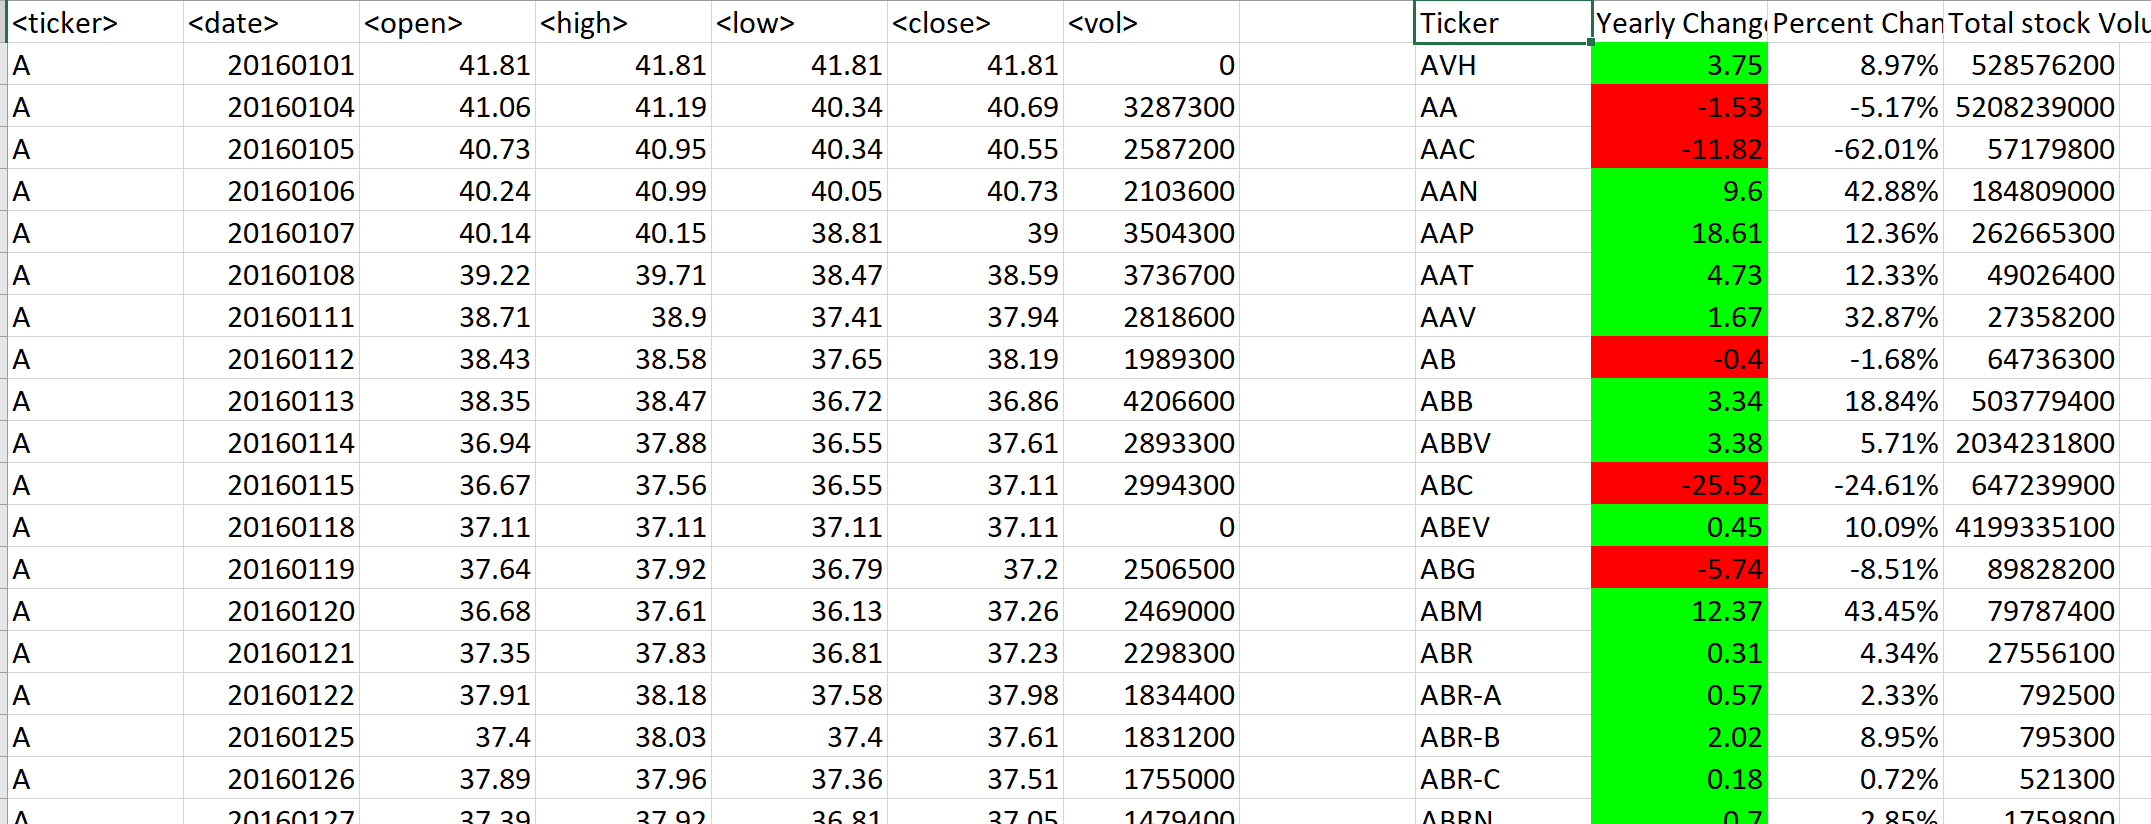 <ticker> <date> <open> <high> <low> <close> <vol> Ticker Yearly Chang Percent Chan Total stock Volu
A 20160101 41.81 41.81 41.81 41.81 0 AVH 3.75 8.97% 528576200
A 20160104 41.06 41.19 40.34 40.69 3287300 AA -1.53 -5.17% 5208239000
A 20160105 40.73 40.95 40.34 40.55 2587200 AAC -11.82 -62.01% 57179800
A 20160106 40.24 40.99 40.05 40.73 2103600 AAN 9.6 42.88% 184809000
A 20160107 40.14 40.15 38.81 39 3504300 AAP 18.61 12.36% 262665300
A 20160108 39.22 39.71 38.47 38.59 3736700 AAT 4.73 12.33% 49026400
A 20160111 38.71 38.9 37.41 37.94 2818600 AAV 1.67 32.87% 27358200
A 20160112 38.43 38.58 37.65 38.19 1989300 AB -0.4 -1.68% 64736300
A 20160113 38.35 38.47 36.72 36.86 4206600 ABB 3.34 18.84% 503779400
A 20160114 36.94 37.88 36.55 37.61 2893300 ABBV 3.38 5.71% 2034231800
A 20160115 36.67 37.56 36.55 37.11 2994300 ABC -25.52 -24.61% 647239900
A 20160118 37.11 37.11 37.11 37.11 0 ABEV 0.45 10.09% 4199335100
A 20160119 37.64 37.92 36.79 37.2 2506500 ABG -5.74 -8.51% 89828200
A 20160120 36.68 37.61 36.13 37.26 2469000 ABM 12.37 43.45% 79787400
A 20160121 37.35 37.83 36.81 37.23 2298300 ABR 0.31 4.34% 27556100
A 20160122 37.91 38.18 37.58 37.98 1834400 ABR-A 0.57 2.33% 792500
A 20160125 37.4 38.03 37.4 37.61 1831200 ABR-B 2.02 8.95% 795300
A 20160126 37.89 37.96 37.36 37.51 1755000 ABR-C 0.18 0.72% 521300
A 20160127 37.39 37.92 36.81 37.05 1479400 ABRN 0.7 2.85% 1759800